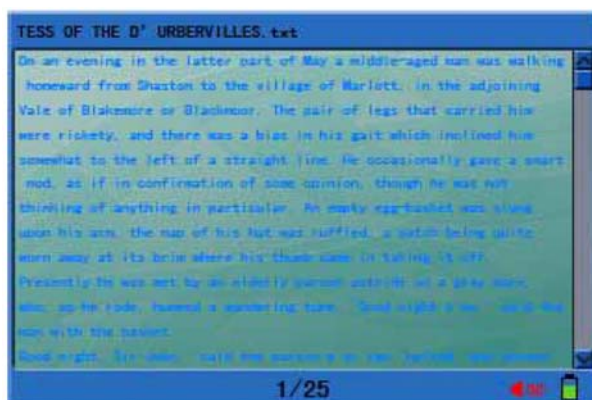 TESS OF THE D' URBERVILLES.txt
On an evening in the latter part of May a middle-aged man was walking
homeward from Shaston to the village of Marlott, in the adjoining
Vale of Blakemore or Blackmoor. The pair of legs that carried him
were rickety, and there was a bias in his gait which inclined him
somewhat to the left of a straight line. He occasionally gave a smart
nod, as if in confirmation of some opinion, though he was not
thinking of anything in particular. An empty egg-basket was slung
upon his arm, the nap of his hat was ruffled, a patch being quite
worn away at its brim where his thumb came in taking it off.
Presently he was met by an elderly parson astride on a gray mare,
who, as he rode, hummed a wandering tune. Good night
man with the basket.
Good night, Sir John, said the parson
1/25